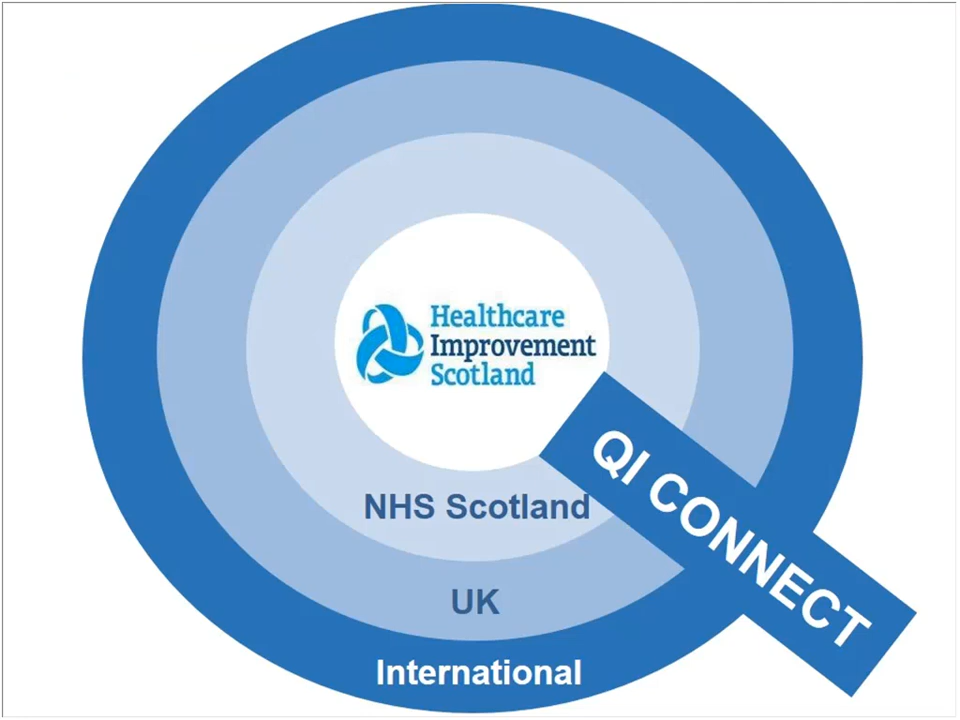 Healthcare
Improvement
Scotland
QI CONNECT
NHS Scotland
UK
International